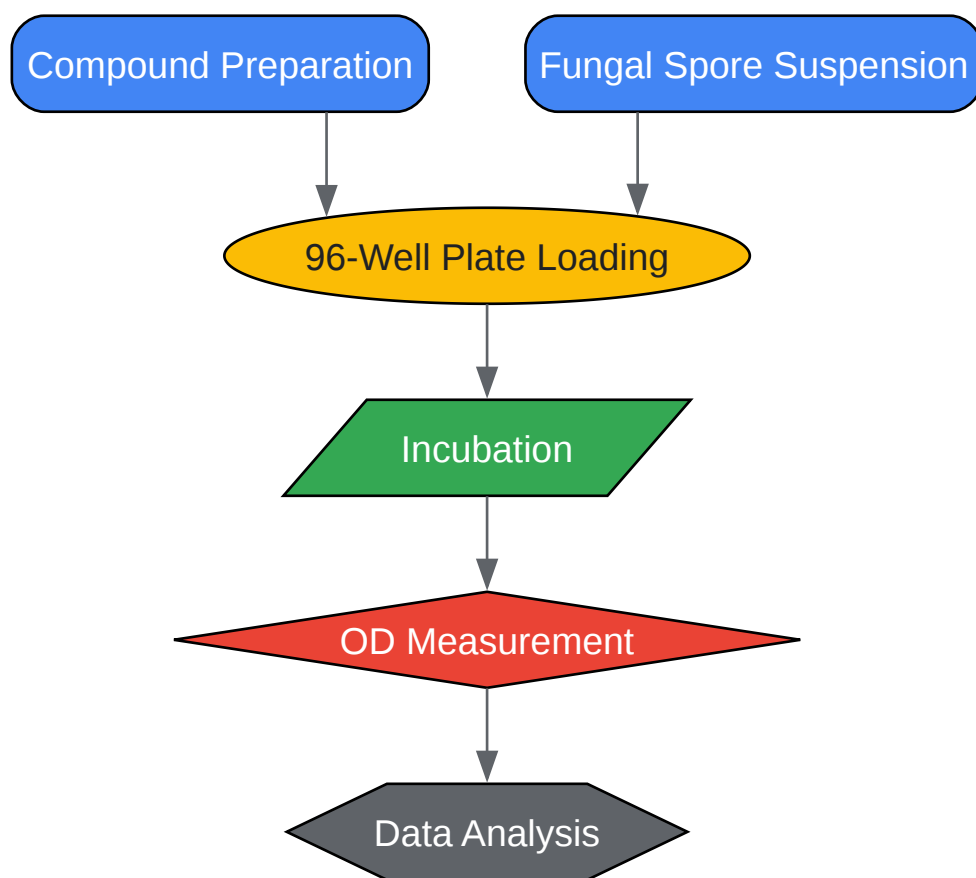 Compound Preparation
Fungal Spore Suspension
96-Well Plate Loading
Incubation
OD Measurement
Data Analysis